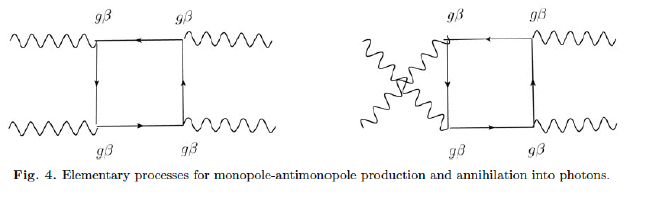 gβ gβ gβ gβ
gβ gβ gβ gβ
Fig. 4. Elementary processes for monopole-antimonopole production and annihilation into photons.